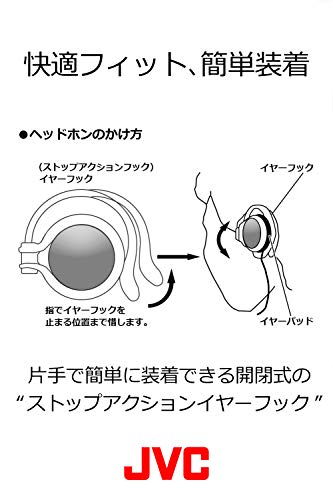 快適フィット、簡単装着
●ヘッドホンのかけ方
（ストップアクションフック）
イヤーフック
イヤーフック
指でイヤーフックを
止まる位置まで惜します。
イヤーパッド
片手で簡単に装着できる開閉式の
“ストップアクションイヤーフック”
JVC